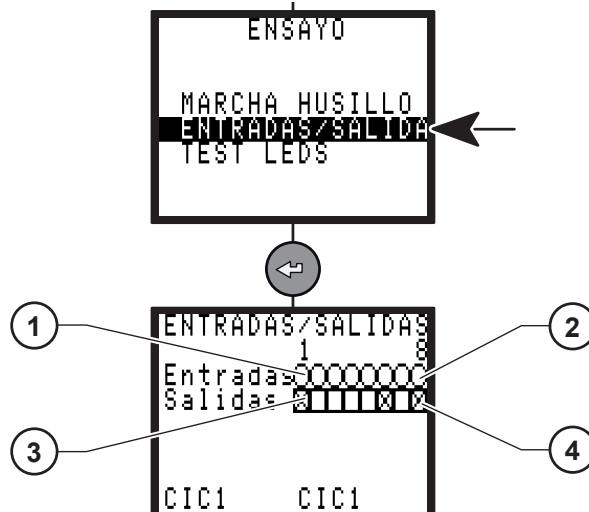 ENSAYO
MARCHA HUSILLO
ENTRADAS/SALIDA
TEST LEDS
1
2
ENTRADAS/SALIDAS
1 8
Entradas
Salidas
3
4
CIC1 CIC1